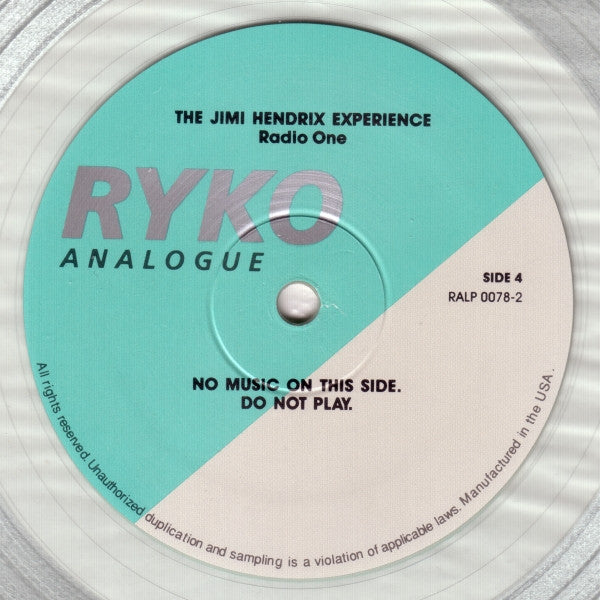 THE JIMI HENDRIX EXPERIENCE
Radio One
RYKO
ANALOGUE
SIDE 4
RALP 0078-2
NO MUSIC ON THIS SIDE.
DO NOT PLAY.
All rights reserved. Unauthorized duplication and sampling is a violation of applicable laws. Manufactured in the USA.